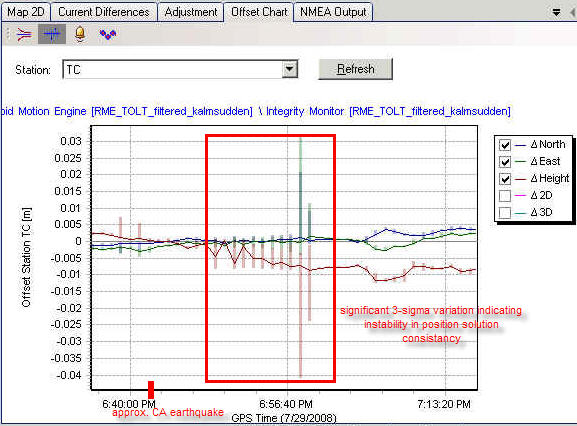 Map 2D Current Differences Adjustment Offset Chart NMEA Output
Station: TC Refresh
oid Motion Engine [RME_TOLT_filtered_kalmsudden] \ Integrity Monitor [RME_TOLT_filtered_kalmsudden]
Offset Station TC [m]
0.03
0.025
0.02
0.015
0.01
0.005
0
-0.005
-0.01
-0.015
-0.02
-0.025
-0.03
-0.035
-0.04
Δ North
Δ East
Δ Height
Δ 2D
Δ 3D
significant 3-sigma variation indicating
instability in position solution
consistancy
6:40:00 PM 6:56:40 PM 7:13:20 PM
approx. CA earthquake
GPS Time (7/29/2008)